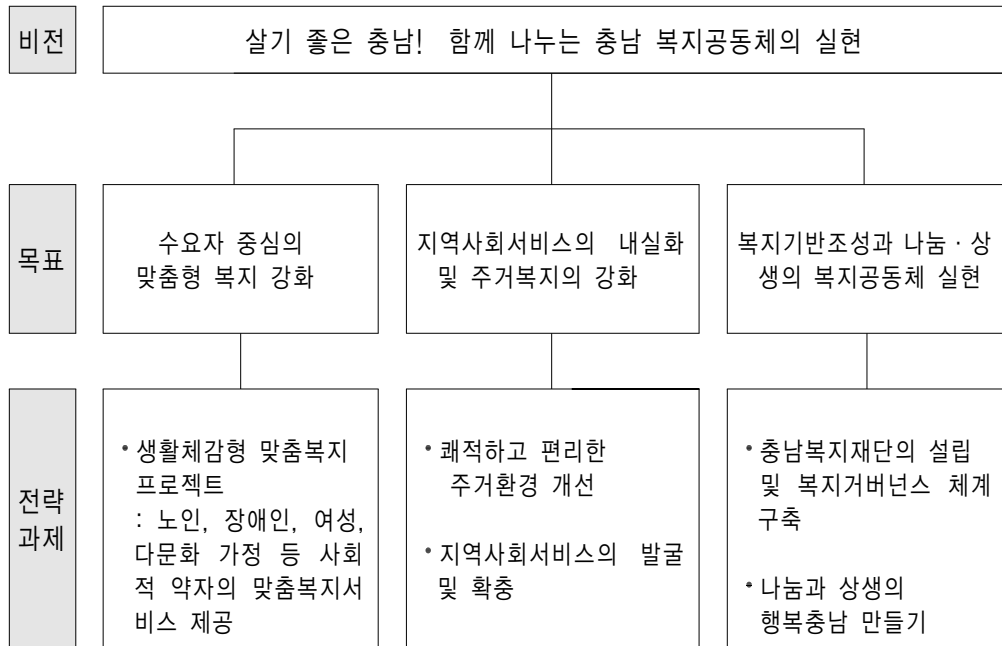 비전
살기 좋은 충남! 함께 나누는 충남 복지공동체의 실현
목표
수요자 중심의
맞춤형 복지 강화
지역사회서비스의 내실화
및 주거복지의 강화
복지기반조성과 나눔·상
생의 복지공동체 실현
전략
과제
• 생활체감형 맞춤복지
프로젝트
: 노인, 장애인, 여성,
다문화 가정 등 사회
적 약자의 맞춤복지서
비스 제공
• 쾌적하고 편리한
주거환경 개선
• 지역사회서비스의 발굴
및 확충
• 충남복지재단의 설립
및 복지거버넌스 체계
구축
• 나눔과 상생의
행복충남 만들기